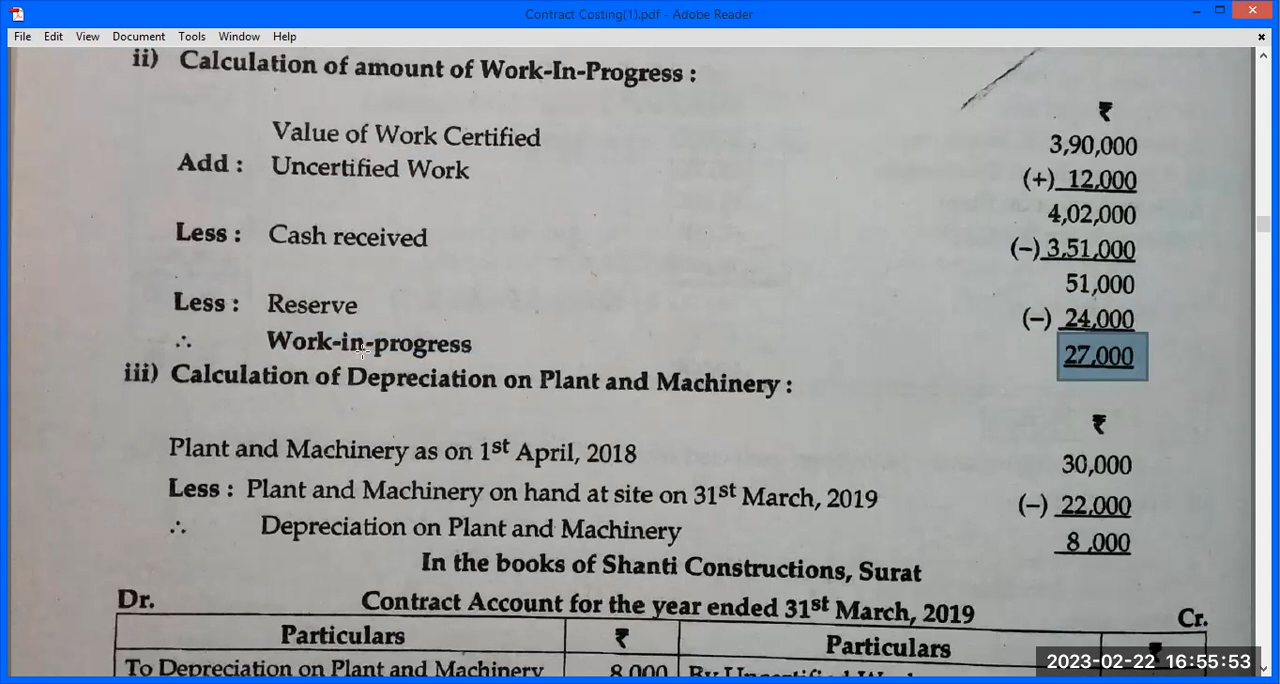 Contract Costing(1).pdf - Adobe Reader
File Edit View Document Tools Window Help
ii) Calculation of amount of Work-In-Progress :
₹
Value of Work Certified 3,90,000
Add : Uncertified Work (+) 12,000
4,02,000
Less : Cash received (−) 3,51,000
51,000
Less : Reserve (−) 24,000
∴ Work-in-progress 27,000
iii) Calculation of Depreciation on Plant and Machinery :
₹
Plant and Machinery as on 1st April, 2018 30,000
Less : Plant and Machinery on hand at site on 31st March, 2019 (−) 22,000
∴ Depreciation on Plant and Machinery 8,000
In the books of Shanti Constructions, Surat
Dr. Contract Account for the year ended 31st March, 2019 Cr.
Particulars ₹ Particulars ₹
To Depreciation on Plant and Machinery 8,000 By
2023-02-22 16:55:53